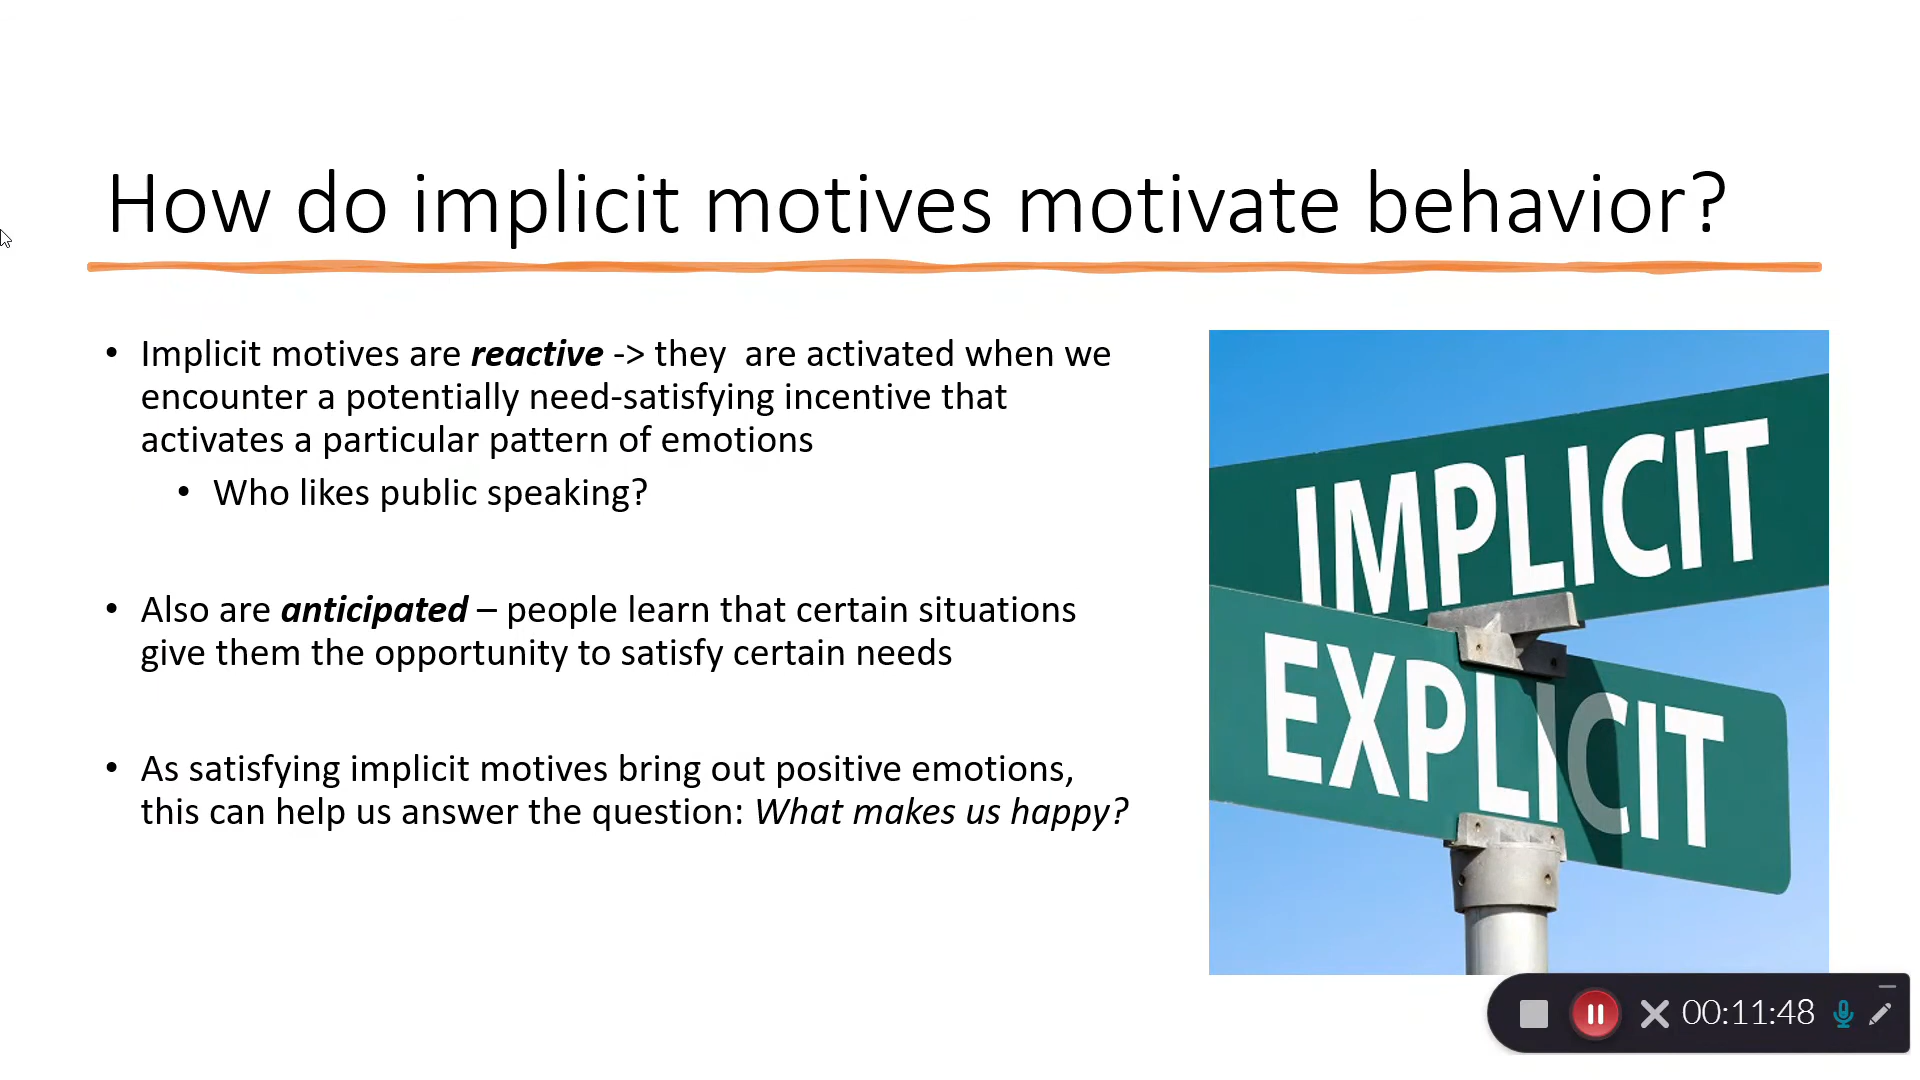 How do implicit motives motivate behavior?
• Implicit motives are reactive -> they  are activated when we
encounter a potentially need-satisfying incentive that
activates a particular pattern of emotions
• Who likes public speaking?
• Also are anticipated – people learn that certain situations
give them the opportunity to satisfy certain needs
• As satisfying implicit motives bring out positive emotions,
this can help us answer the question: What makes us happy?
IMPLICIT
EXPLICIT
00:11:48